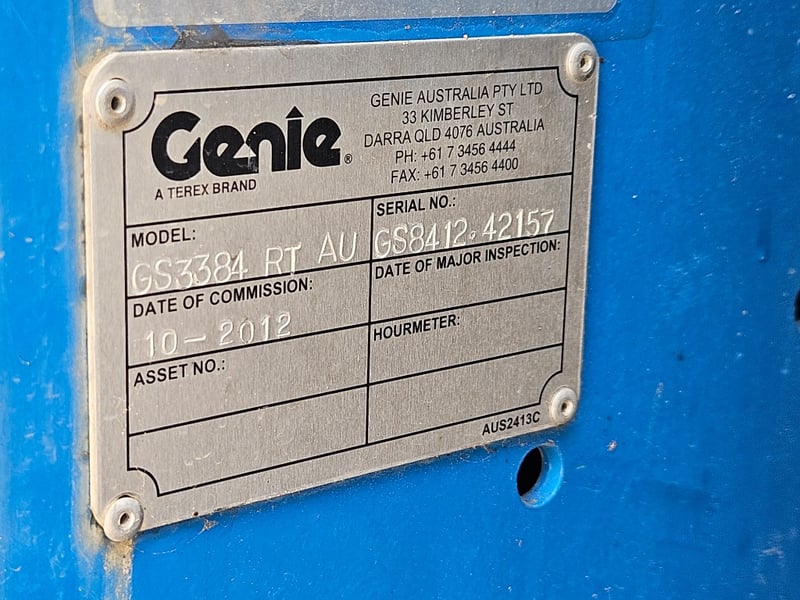 Genie®
A TEREX BRAND
GENIE AUSTRALIA PTY LTD
33 KIMBERLEY ST
DARRA QLD 4076 AUSTRALIA
PH: +61 7 3456 4444
FAX: +61 7 3456 4400
MODEL:
GS3384 RT AU
SERIAL NO.:
GS8412-42157
DATE OF COMMISSION:
10-2012
DATE OF MAJOR INSPECTION:
ASSET NO.:
HOURMETER:
AUS2413C